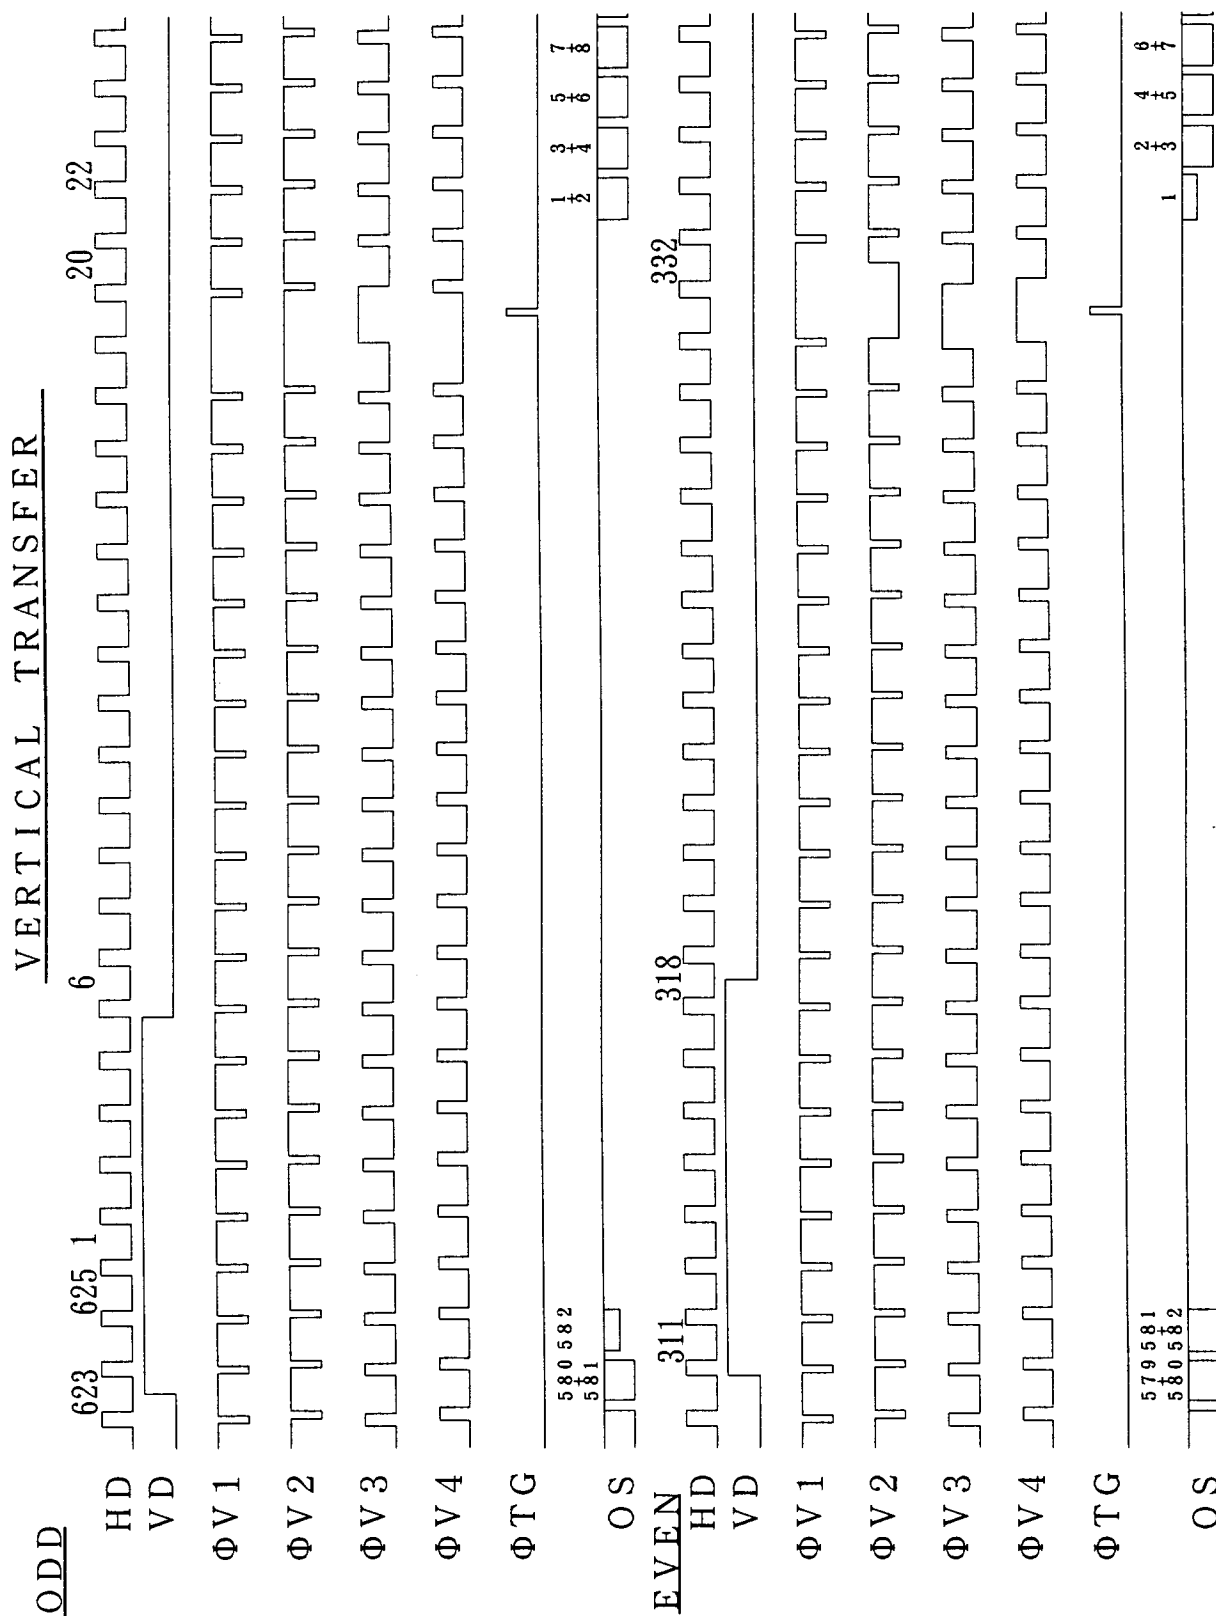 VERTICAL TRANSFER
ODD
623 625 1 6 20 22
HD
VD
ΦV1
ΦV2
ΦV3
ΦV4
ΦTG
580 582 1 3 5 7
+ + + + +
581 2 4 6 8
OS
EVEN
311 318 332
HD
VD
ΦV1
ΦV2
ΦV3
ΦV4
ΦTG
579 581 2 4 6
+ + 1 + + +
580 582 3 5 7
OS